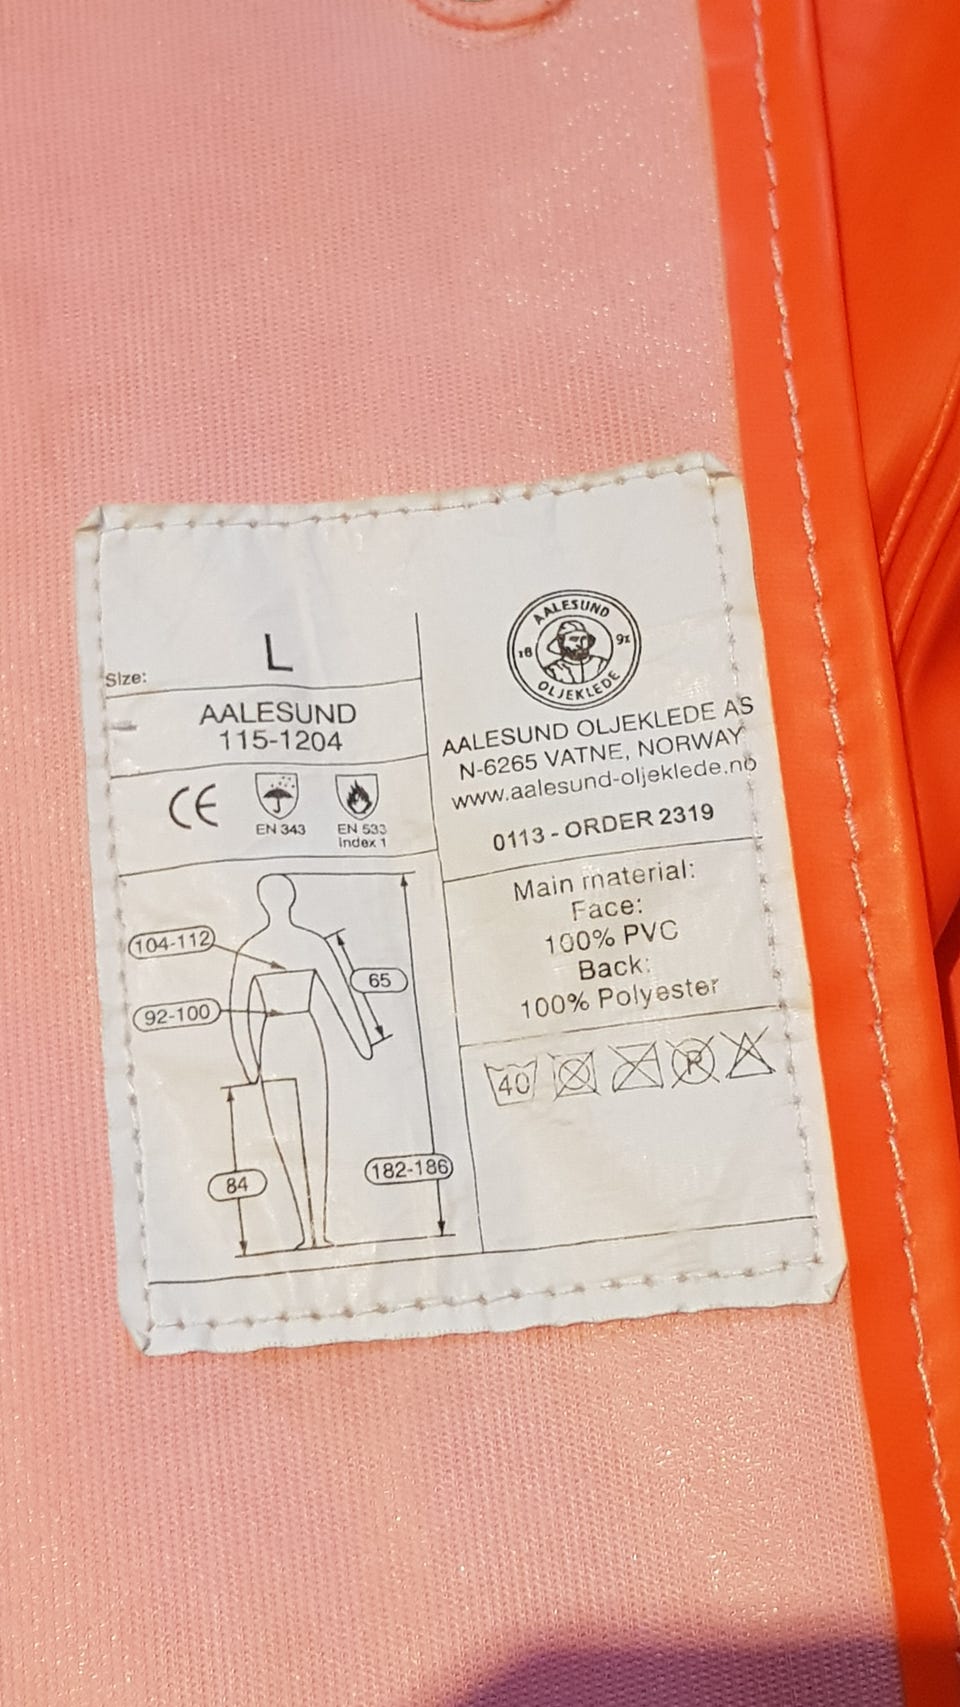 Size:
L
AALESUND
115-1204
CE
EN 343
EN 533
Index 1
104-112
92-100
65
84
182-186
AALESUND
18 91
OLJEKLEDE
AALESUND OLJEKLEDE AS
N-6265 VATNE, NORWAY
www.aalesund-oljeklede.no
0113 - ORDER 2319
Main material:
Face:
100% PVC
Back:
100% Polyester
40
P